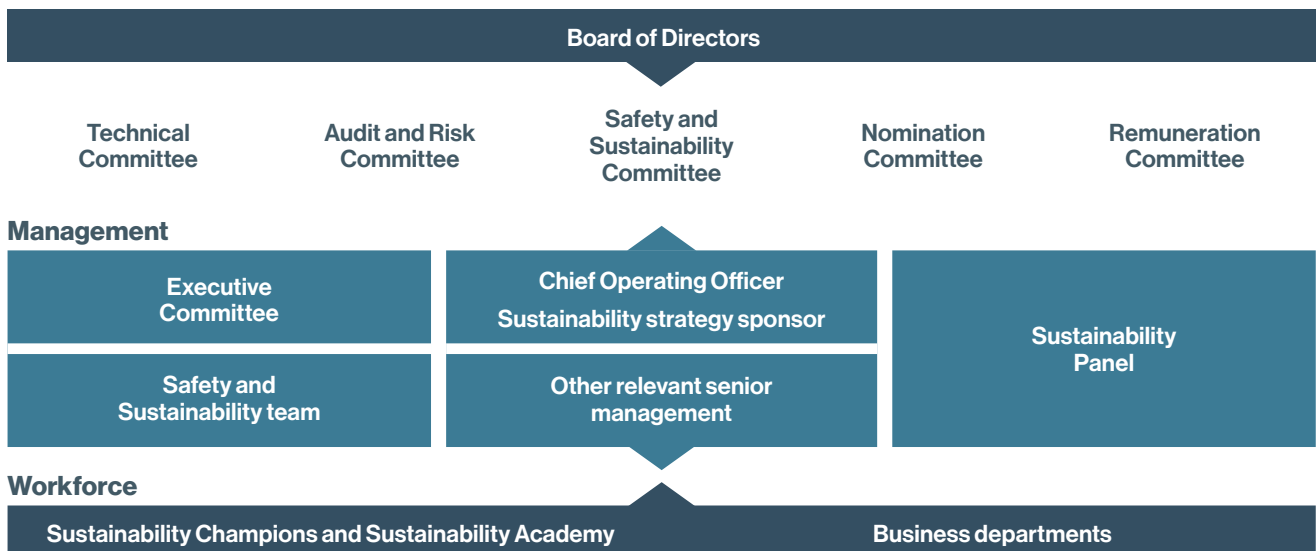 Board of Directors
Technical
Committee
Audit and Risk
Committee
Safety and
Sustainability
Committee
Nomination
Committee
Remuneration
Committee
Management
Executive
Committee
Chief Operating Officer
Sustainability strategy sponsor
Sustainability
Panel
Safety and
Sustainability team
Other relevant senior
management
Workforce
Sustainability Champions and Sustainability Academy
Business departments